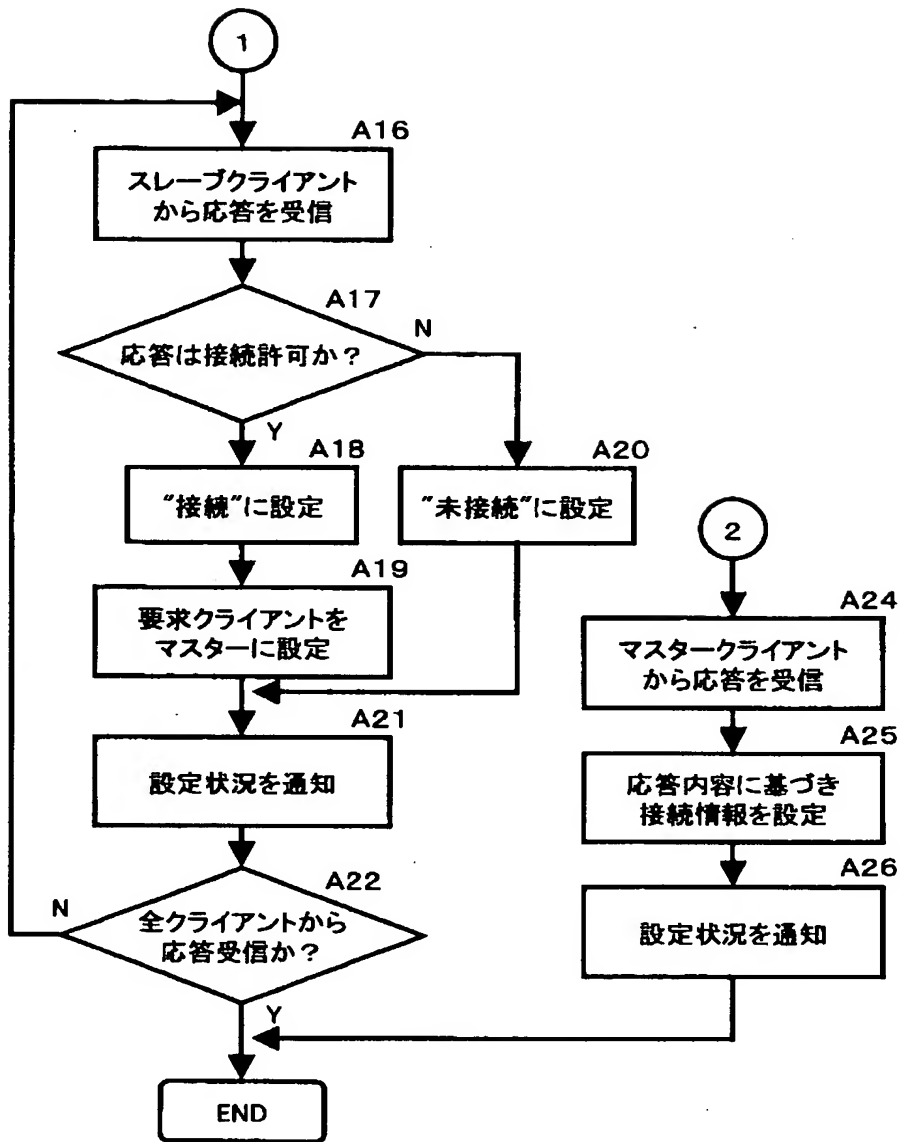 1
A16
スレーブクライアント
から応答を受信
A17
応答は接続許可か？
N
Y
A18
"接続"に設定
A20
"未接続"に設定
A19
要求クライアントを
マスターに設定
A21
設定状況を通知
A22
全クライアントから
応答受信か？
N
Y
END
2
A24
マスタークライアント
から応答を受信
A25
応答内容に基づき
接続情報を設定
A26
設定状況を通知